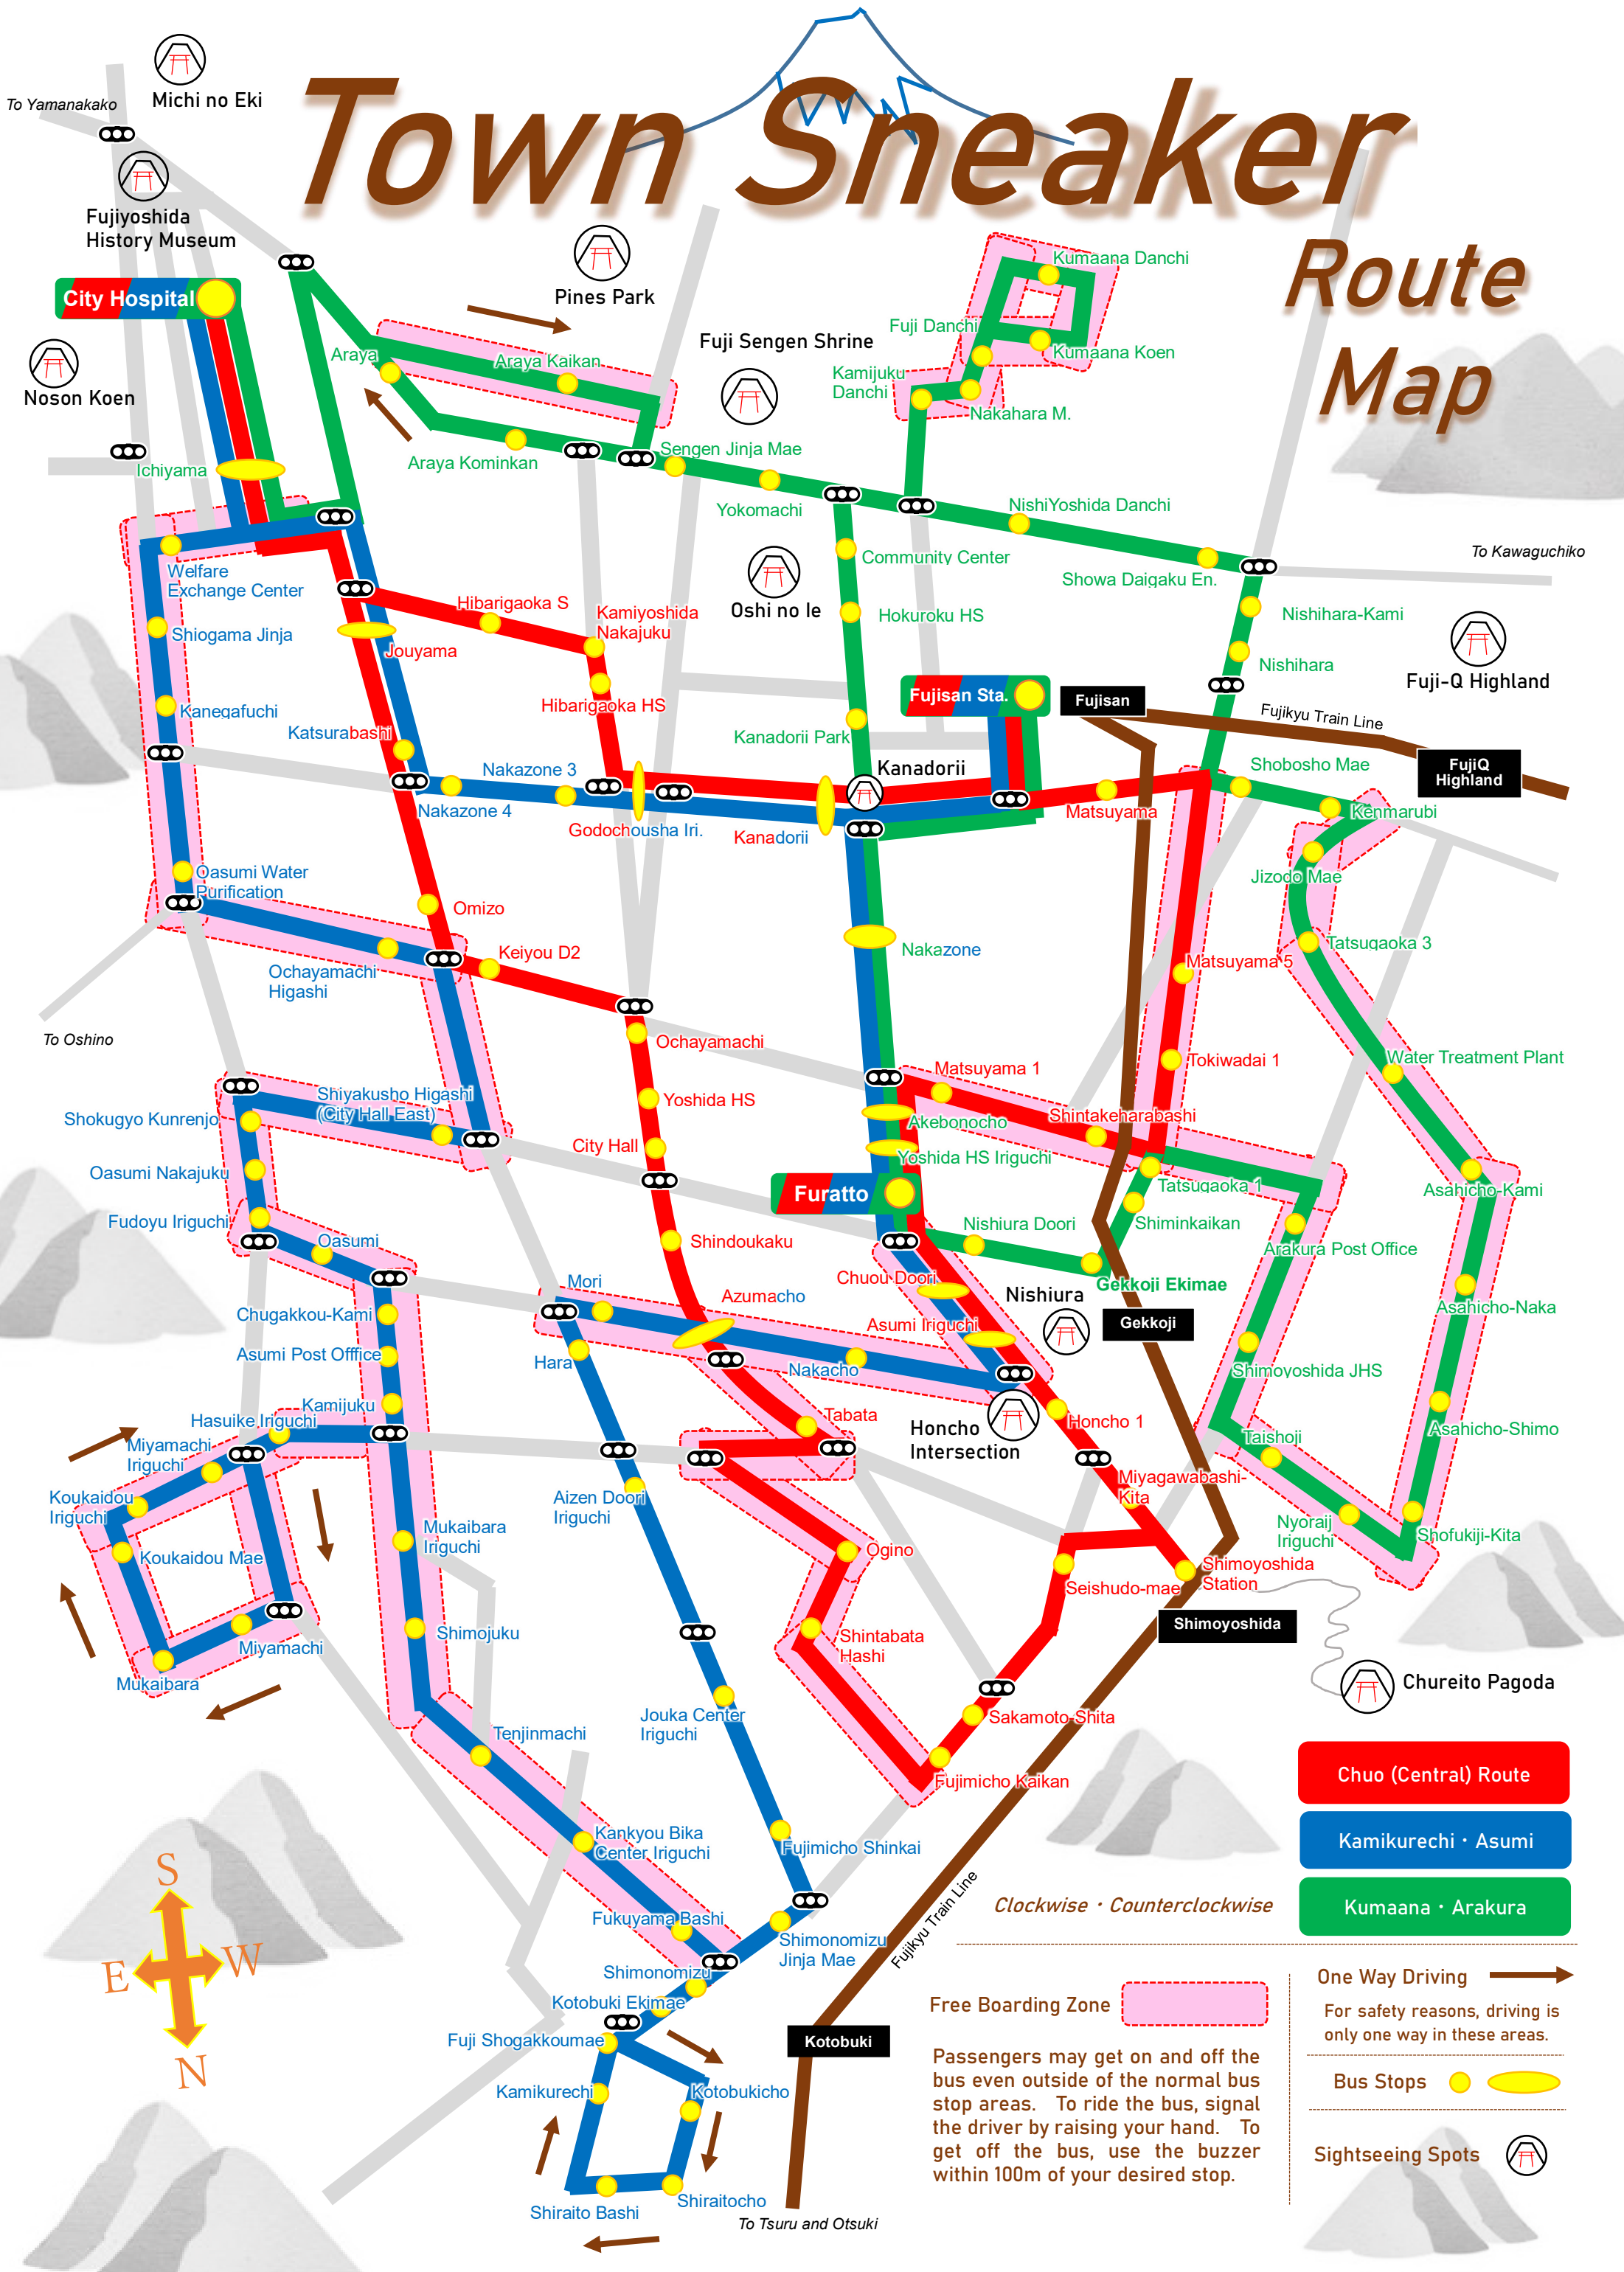 Town Sneaker
Route
Map
Michi no Eki
To Yamanakako
Fujiyoshida
History Museum
City Hospital
Noson Koen
Ichiyama
Pines Park
Araya
Araya Kaikan
Araya Kominkan
Fuji Sengen Shrine
Sengen Jinja Mae
Yokomachi
Kumaana Danchi
Fuji Danchi
Kumaana Koen
Kamijuku
Danchi
Nakahara M.
NishiYoshida Danchi
Showa Daigaku En.
To Kawaguchiko
Community Center
Oshi no Ie
Hokuroku HS
Nishihara-Kami
Nishihara
Fuji-Q Highland
Welfare
Exchange Center
Shiogama Jinja
Kanegafuchi
Hibarigaoka S
Kamiyoshida
Nakajuku
Jouyama
Hibarigaoka HS
Katsurabashi
Fujisan Sta.
Fujisan
Fujikyu Train Line
FujiQ
Highland
Kanadorii Park
Kanadorii
Shobosho Mae
Nakazone 3
Nakazone 4
Godochousha Iri.
Kanadorii
Matsuyama
Kenmarubi
Jizodo Mae
Oasumi Water
Purification
Omizo
Keiyou D2
Ochayamachi
Higashi
Nakazone
Tatsugaoka 3
Matsuyama 5
To Oshino
Ochayamachi
Matsuyama 1
Tokiwadai 1
Water Treatment Plant
Shiyakusho Higashi
(City Hall East)
Shokugyo Kunrenjo
Yoshida HS
Akebonocho
Shintakeharabashi
City Hall
Yoshida HS Iriguchi
Oasumi Nakajuku
Furatto
Tatsugaoka 1
Asahicho-Kami
Fudoyu Iriguchi
Oasumi
Shindoukaku
Nishiura Doori
Shiminkaikan
Arakura Post Office
Mori
Chuou Doori
Gekkoji Ekimae
Nishiura
Gekkoji
Chugakkou-Kami
Azumacho
Asumi Iriguchi
Asahicho-Naka
Asumi Post Offfice
Hara
Nakacho
Shimoyoshida JHS
Kamijuku
Hasuike Iriguchi
Tabata
Honcho
Intersection
Honcho 1
Taishoji
Asahicho-Shimo
Miyamachi
Iriguchi
Koukaidou
Iriguchi
Aizen Doori
Iriguchi
Miyagawabashi-
Kita
Nyoraij
Iriguchi
Shofukiji-Kita
Koukaidou Mae
Mukaibara
Iriguchi
Ogino
Seishudo-mae
Shimoyoshida
Station
Shimoyoshida
Shimojuku
Miyamachi
Mukaibara
Shintabata
Hashi
Chureito Pagoda
Jouka Center
Iriguchi
Sakamoto-Shita
Tenjinmachi
Fujimicho Kaikan
Chuo (Central) Route
Kankyou Bika
Center Iriguchi
Fujimicho Shinkai
Kamikurechi・Asumi
Clockwise・Counterclockwise
Kumaana・Arakura
Fukuyama Bashi
Shimonomizu
Jinja Mae
Fujikyu Train Line
Shimonomizu
Kotobuki Ekimae
Fuji Shogakkoumae
Kotobuki
Kamikurechi
Kotobukicho
Shiraitocho
Shiraito Bashi
To Tsuru and Otsuki
S
E
W
N
Free Boarding Zone
Passengers may get on and off the
bus even outside of the normal bus
stop areas. To ride the bus, signal
the driver by raising your hand. To
get off the bus, use the buzzer
within 100m of your desired stop.
One Way Driving
For safety reasons, driving is
only one way in these areas.
Bus Stops
Sightseeing Spots